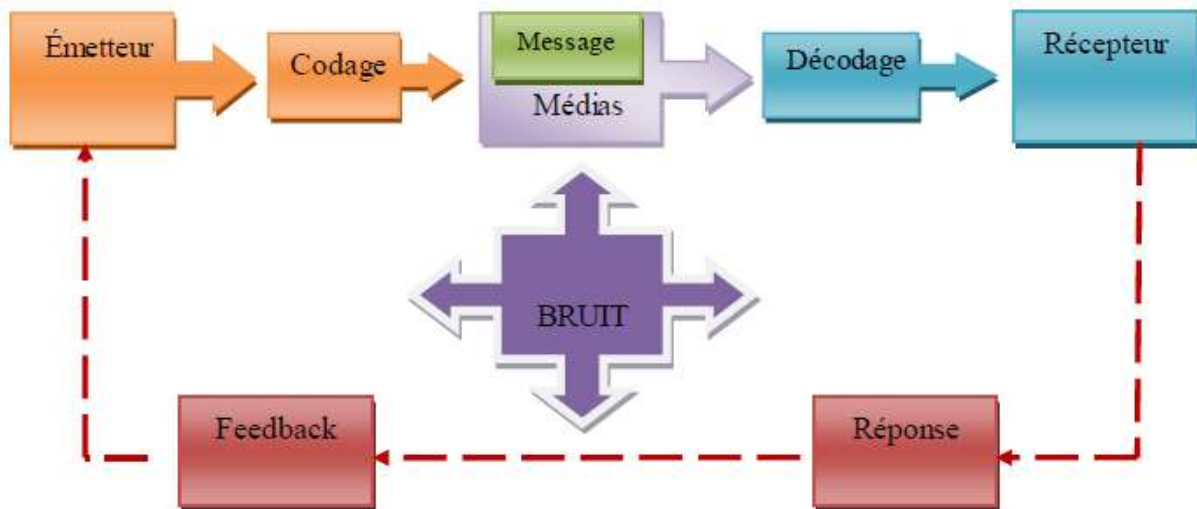 Émetteur
Codage
Message
Médias
Décodage
Récepteur
BRUIT
Feedback
Réponse